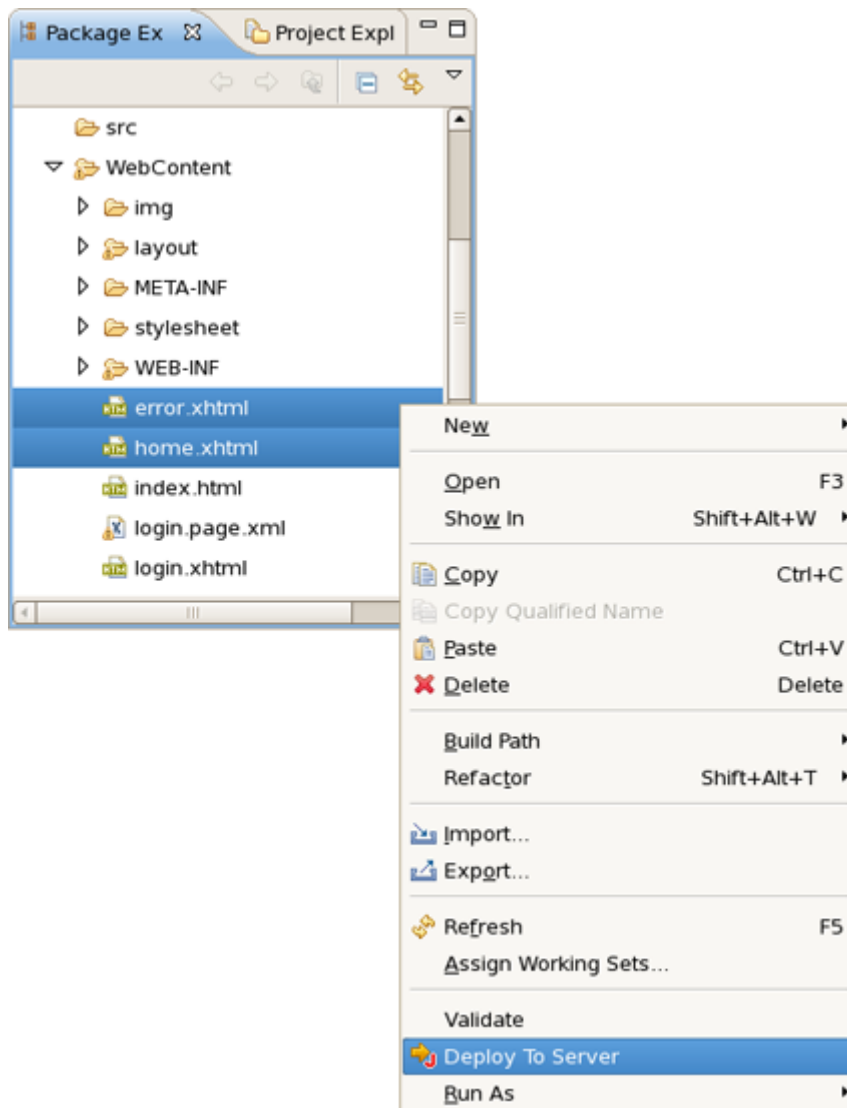 Package Ex Project Expl
src
WebContent
img
layout
META-INF
stylesheet
WEB-INF
error.xhtml
home.xhtml
index.html
login.page.xml
login.xhtml
New
Open F3
Show In Shift+Alt+W
Copy Ctrl+C
Copy Qualified Name
Paste Ctrl+V
Delete Delete
Build Path
Refactor Shift+Alt+T
Import...
Export...
Refresh F5
Assign Working Sets...
Validate
Deploy To Server
Run As